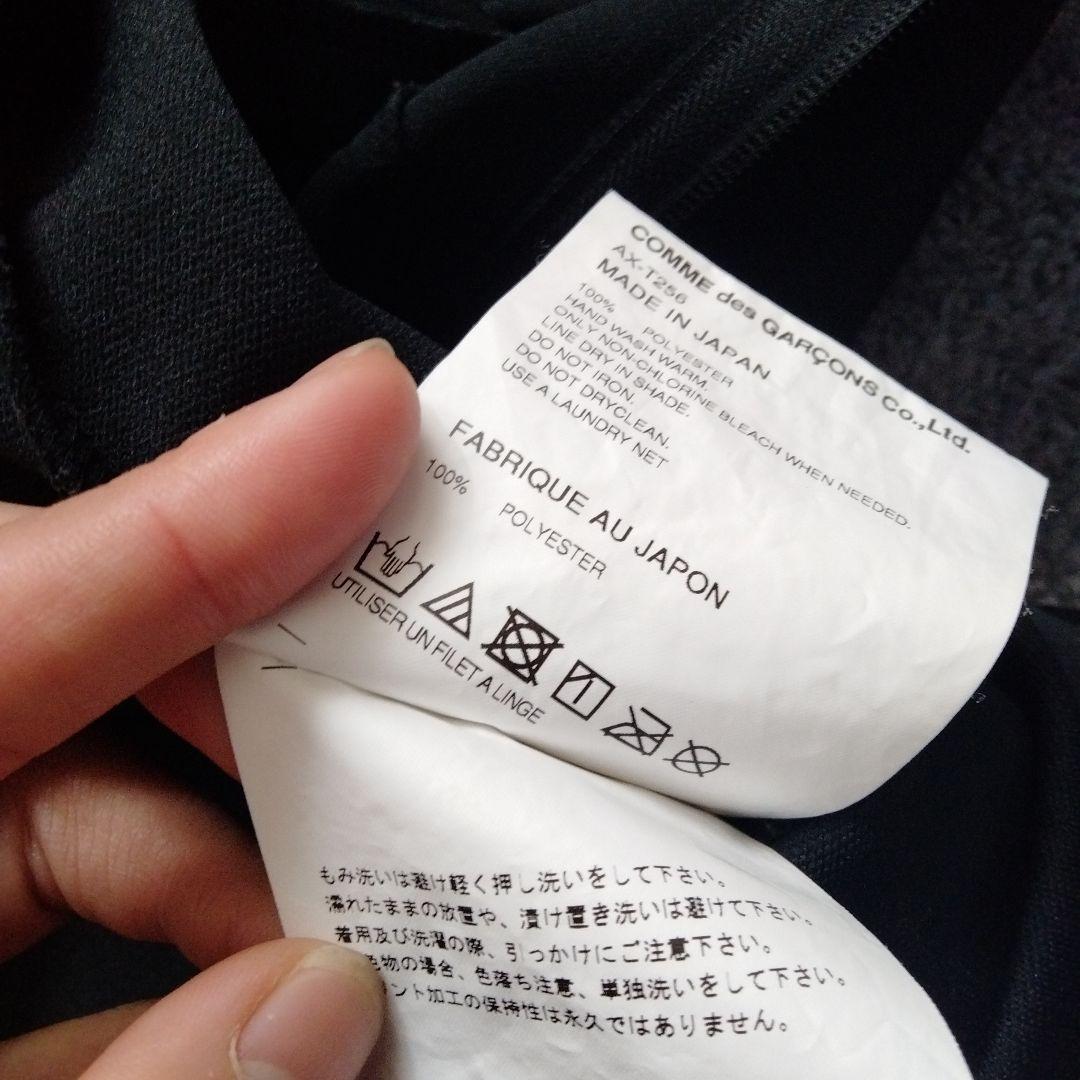 COMME des GARÇONS Co.,Ltd.
AX-T256
MADE IN JAPAN
100% POLYESTER
HAND WASH WARM.
ONLY NON-CHLORINE BLEACH WHEN NEEDED.
LINE DRY IN SHADE.
DO NOT IRON.
DO NOT DRYCLEAN.
USE A LAUNDRY NET
FABRIQUE AU JAPON
100% POLYESTER
UTILISER UN FILET A LINGE
もみ洗いは避け軽く押し洗いをして下さい。
濡れたままの放置や、漬け置き洗いは避けて下さい。
着用及び洗濯の際、引っかけにご注意下さい。
色物の場合、色落ち注意、単独洗いをして下さい。
ント加工の保持性は永久ではありません。